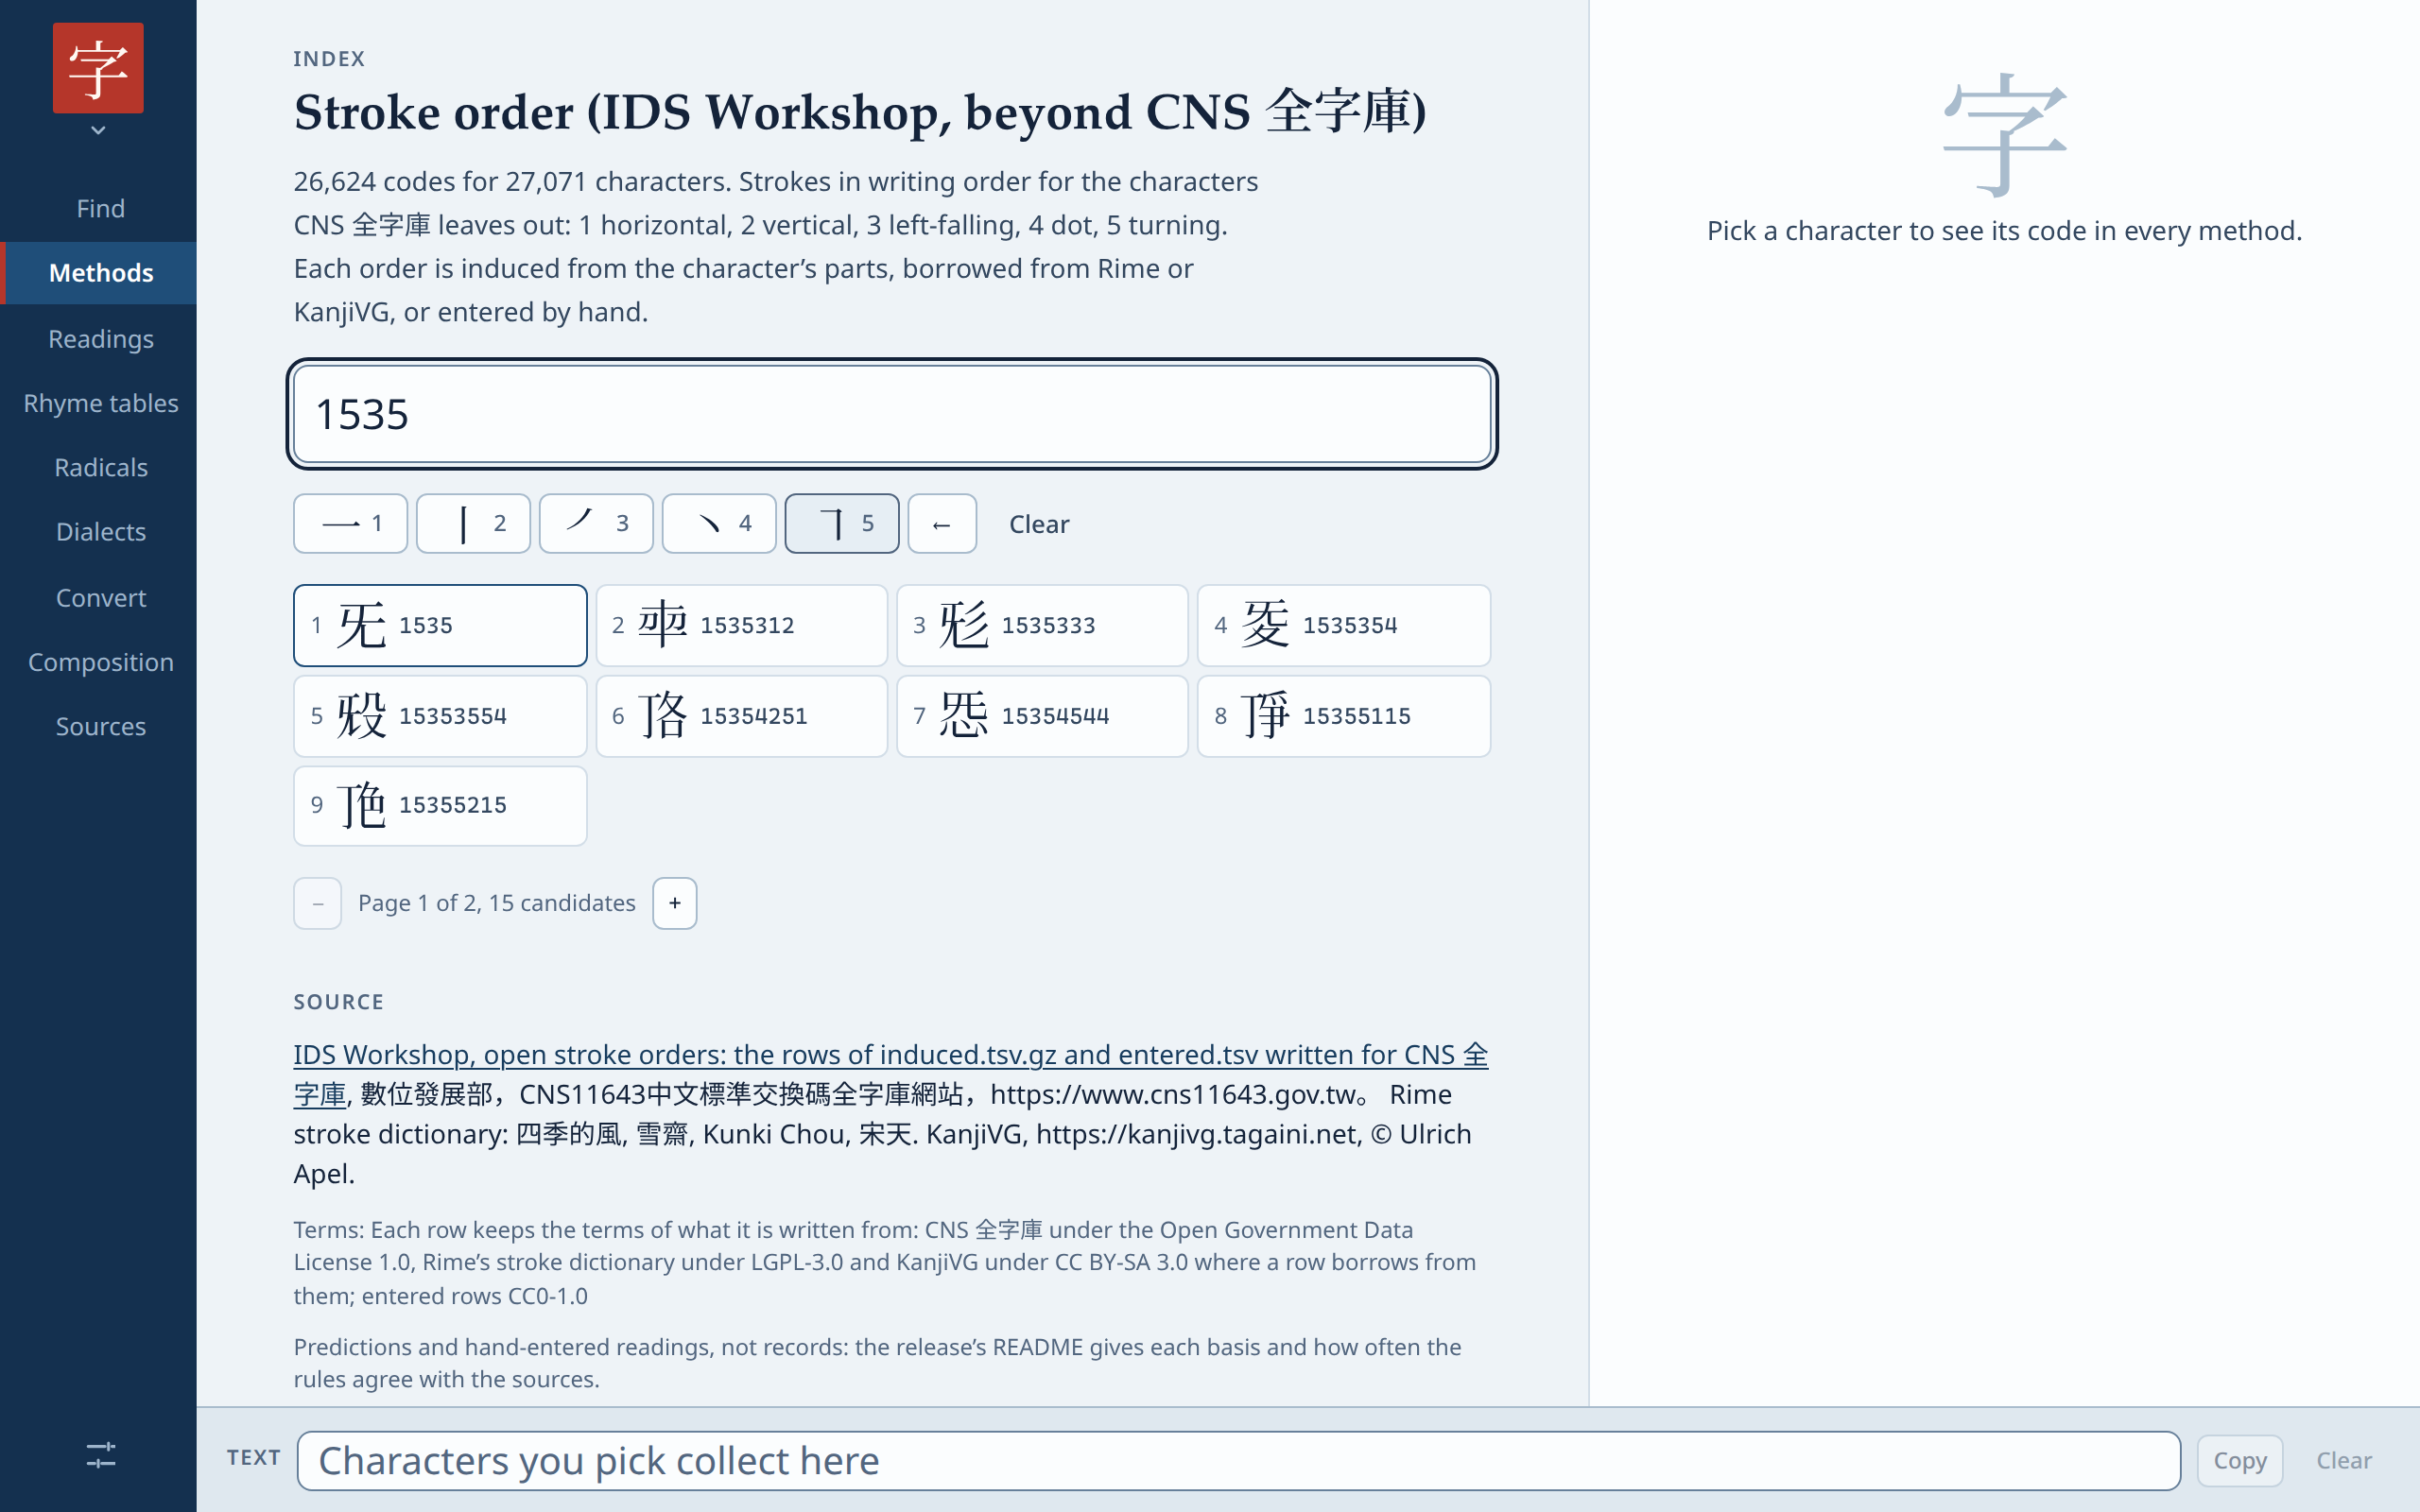 字
Find
Methods
Readings
Rhyme tables
Radicals
Dialects
Convert
Composition
Sources
INDEX
Stroke order (IDS Workshop, beyond CNS 全字庫)
26,624 codes for 27,071 characters. Strokes in writing order for the characters
CNS 全字庫 leaves out: 1 horizontal, 2 vertical, 3 left-falling, 4 dot, 5 turning.
Each order is induced from the character’s parts, borrowed from Rime or
KanjiVG, or entered by hand.
1535
一 1 丨 2 ㇒ 3 ㇔ 4 ㇕ 5 ← Clear
1 旡 1535 2 1535312 3 1535333 4 1535354
5 15353554 6 15354251 7 15354544 8 15355115
9 15355215
− Page 1 of 2, 15 candidates +
SOURCE
IDS Workshop, open stroke orders: the rows of induced.tsv.gz and entered.tsv written for CNS 全
字庫, 數位發展部，CNS11643中文標準交換碼全字庫網站，https://www.cns11643.gov.tw。 Rime
stroke dictionary: 四季的風, 雪齋, Kunki Chou, 宋天. KanjiVG, https://kanjivg.tagaini.net, © Ulrich
Apel.
Terms: Each row keeps the terms of what it is written from: CNS 全字庫 under the Open Government Data
License 1.0, Rime’s stroke dictionary under LGPL-3.0 and KanjiVG under CC BY-SA 3.0 where a row borrows from
them; entered rows CC0-1.0
Predictions and hand-entered readings, not records: the release’s README gives each basis and how often the
rules agree with the sources.
字
Pick a character to see its code in every method.
TEXT Characters you pick collect here Copy Clear